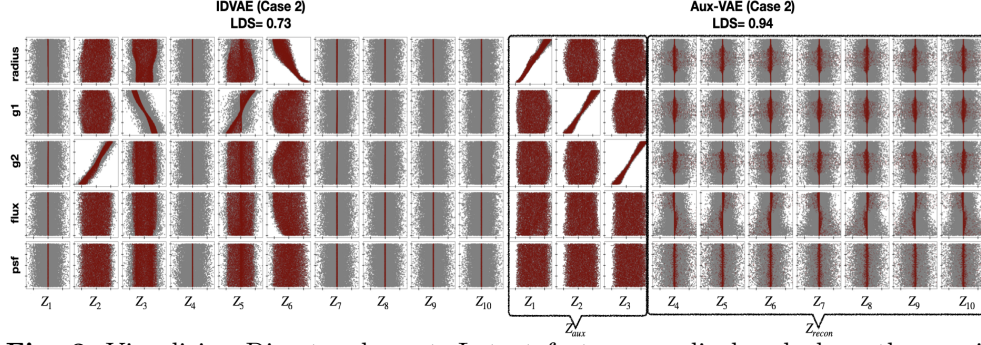 IDVAE (Case 2)
LDS= 0.73
Aux-VAE (Case 2)
LDS= 0.94
radius
g1
g2
flux
psf
Z1 Z2 Z3 Z4 Z5 Z6 Z7 Z8 Z9 Z10
Z1 Z2 Z3 Z4 Z5 Z6 Z7 Z8 Z9 Z10
Zaux
Zrecon